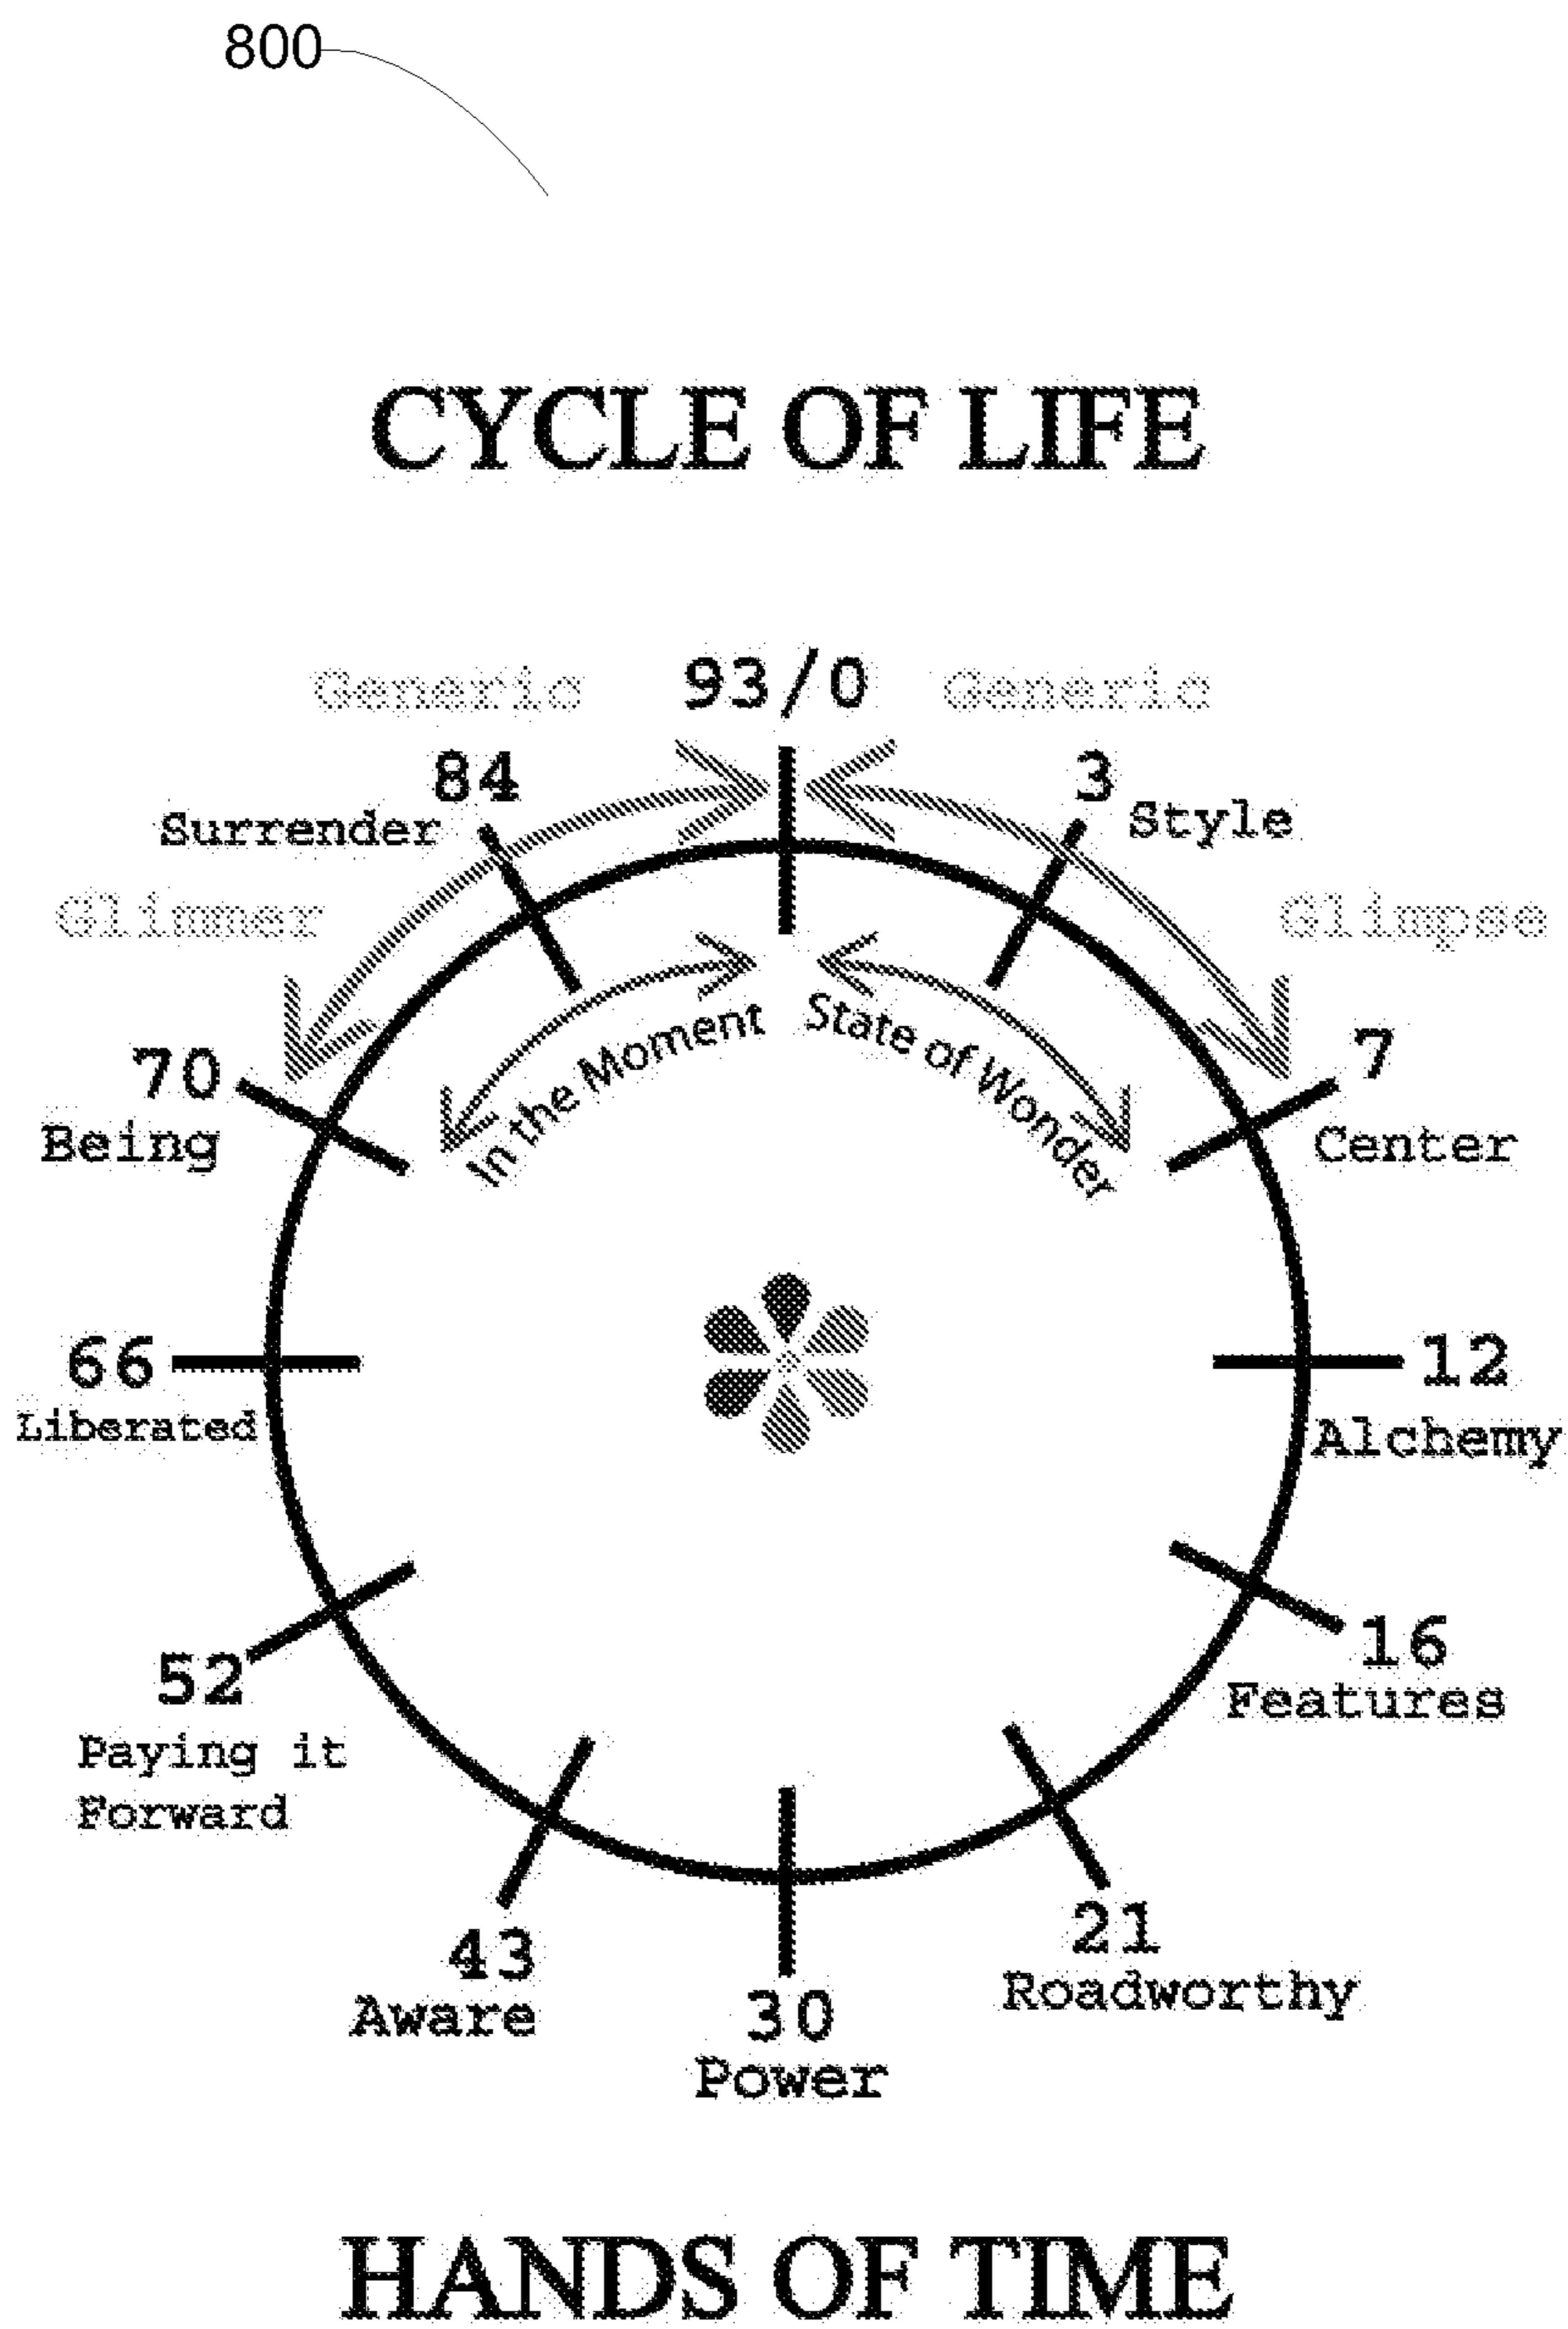 800
CYCLE OF LIFE
Generic
93/0
Generic
84
Surrender
3
Style
Glimmer
Glimpse
In the Moment
State of Wonder
70
Being
7
Center
66
Liberated
12
Alchemy
16
Features
52
Paying it
Forward
21
Roadworthy
43
Aware
30
Power
HANDS OF TIME